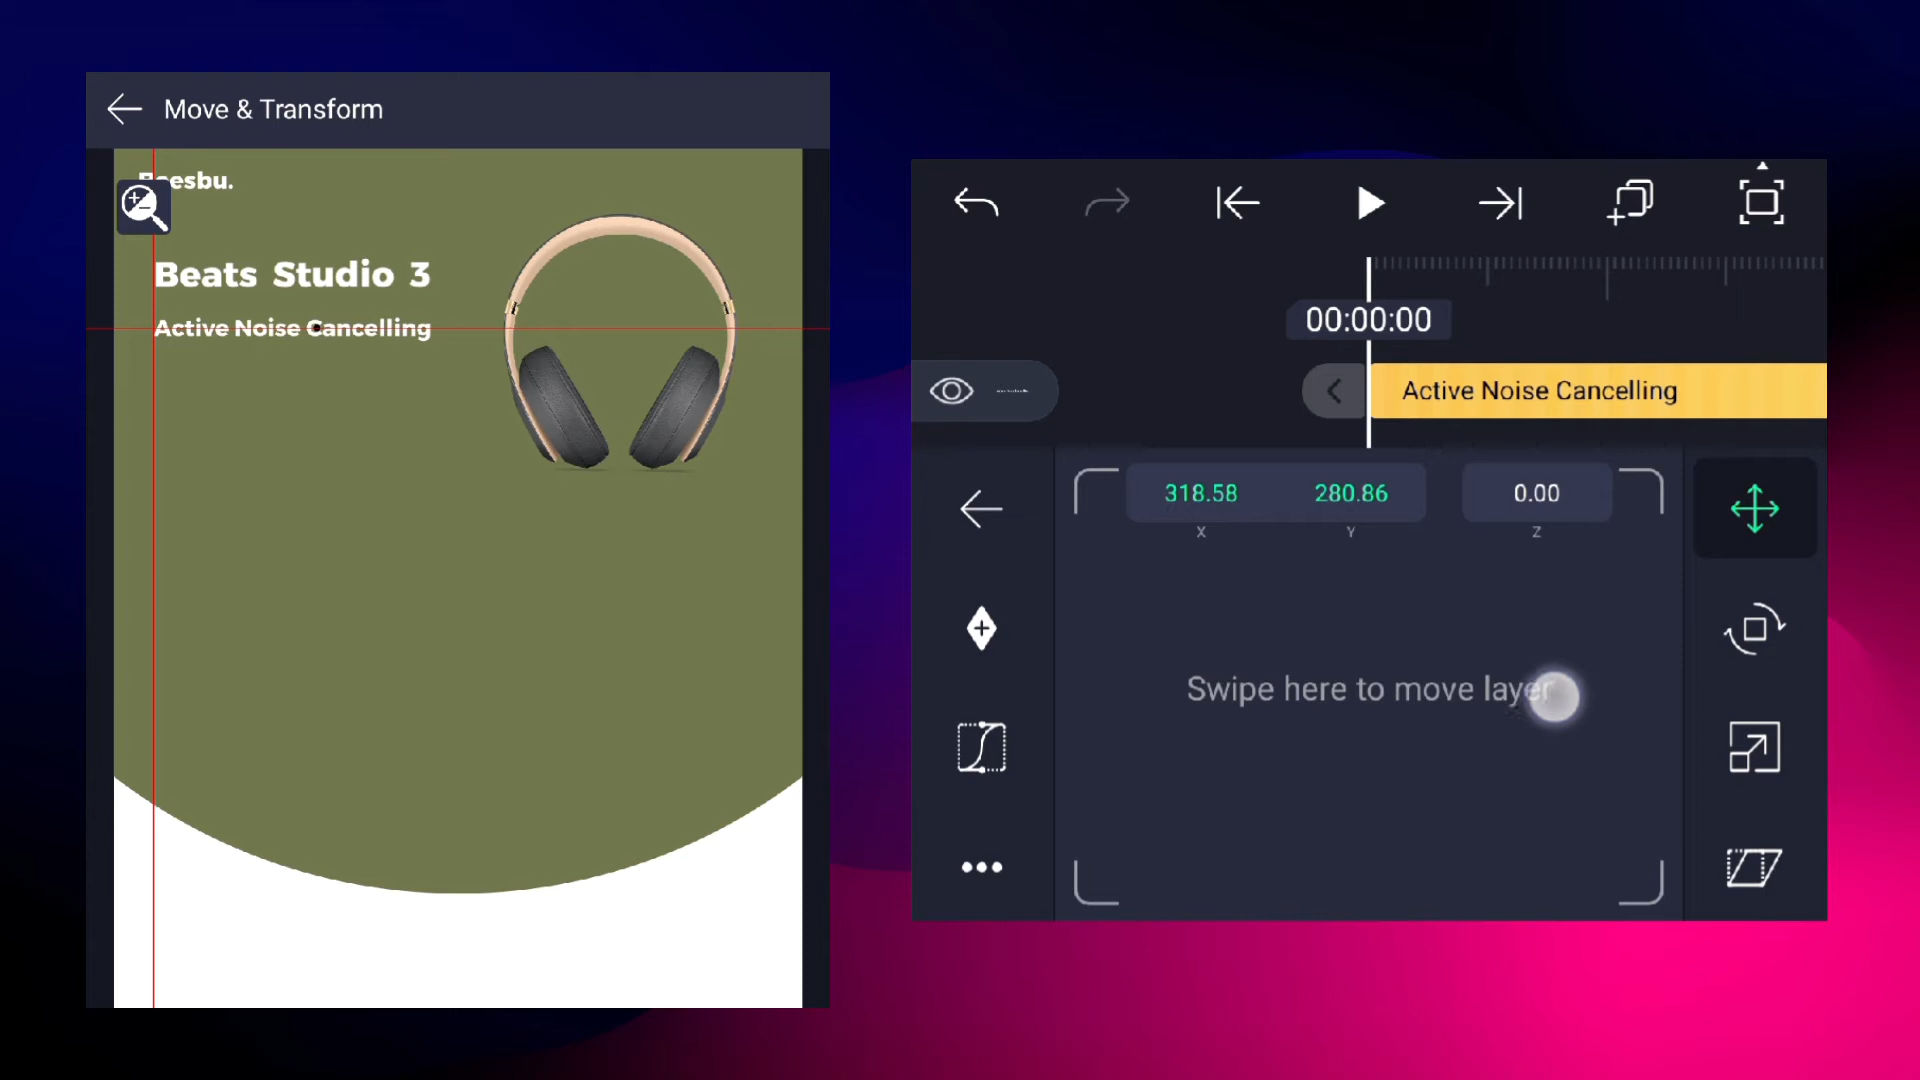 Move & Transform
esbu.
Beats Studio 3
Active Noise Cancelling
00:00:00
Active Noise Cancelling
318.58 280.86 0.00
X Y Z
Swipe here to move layer